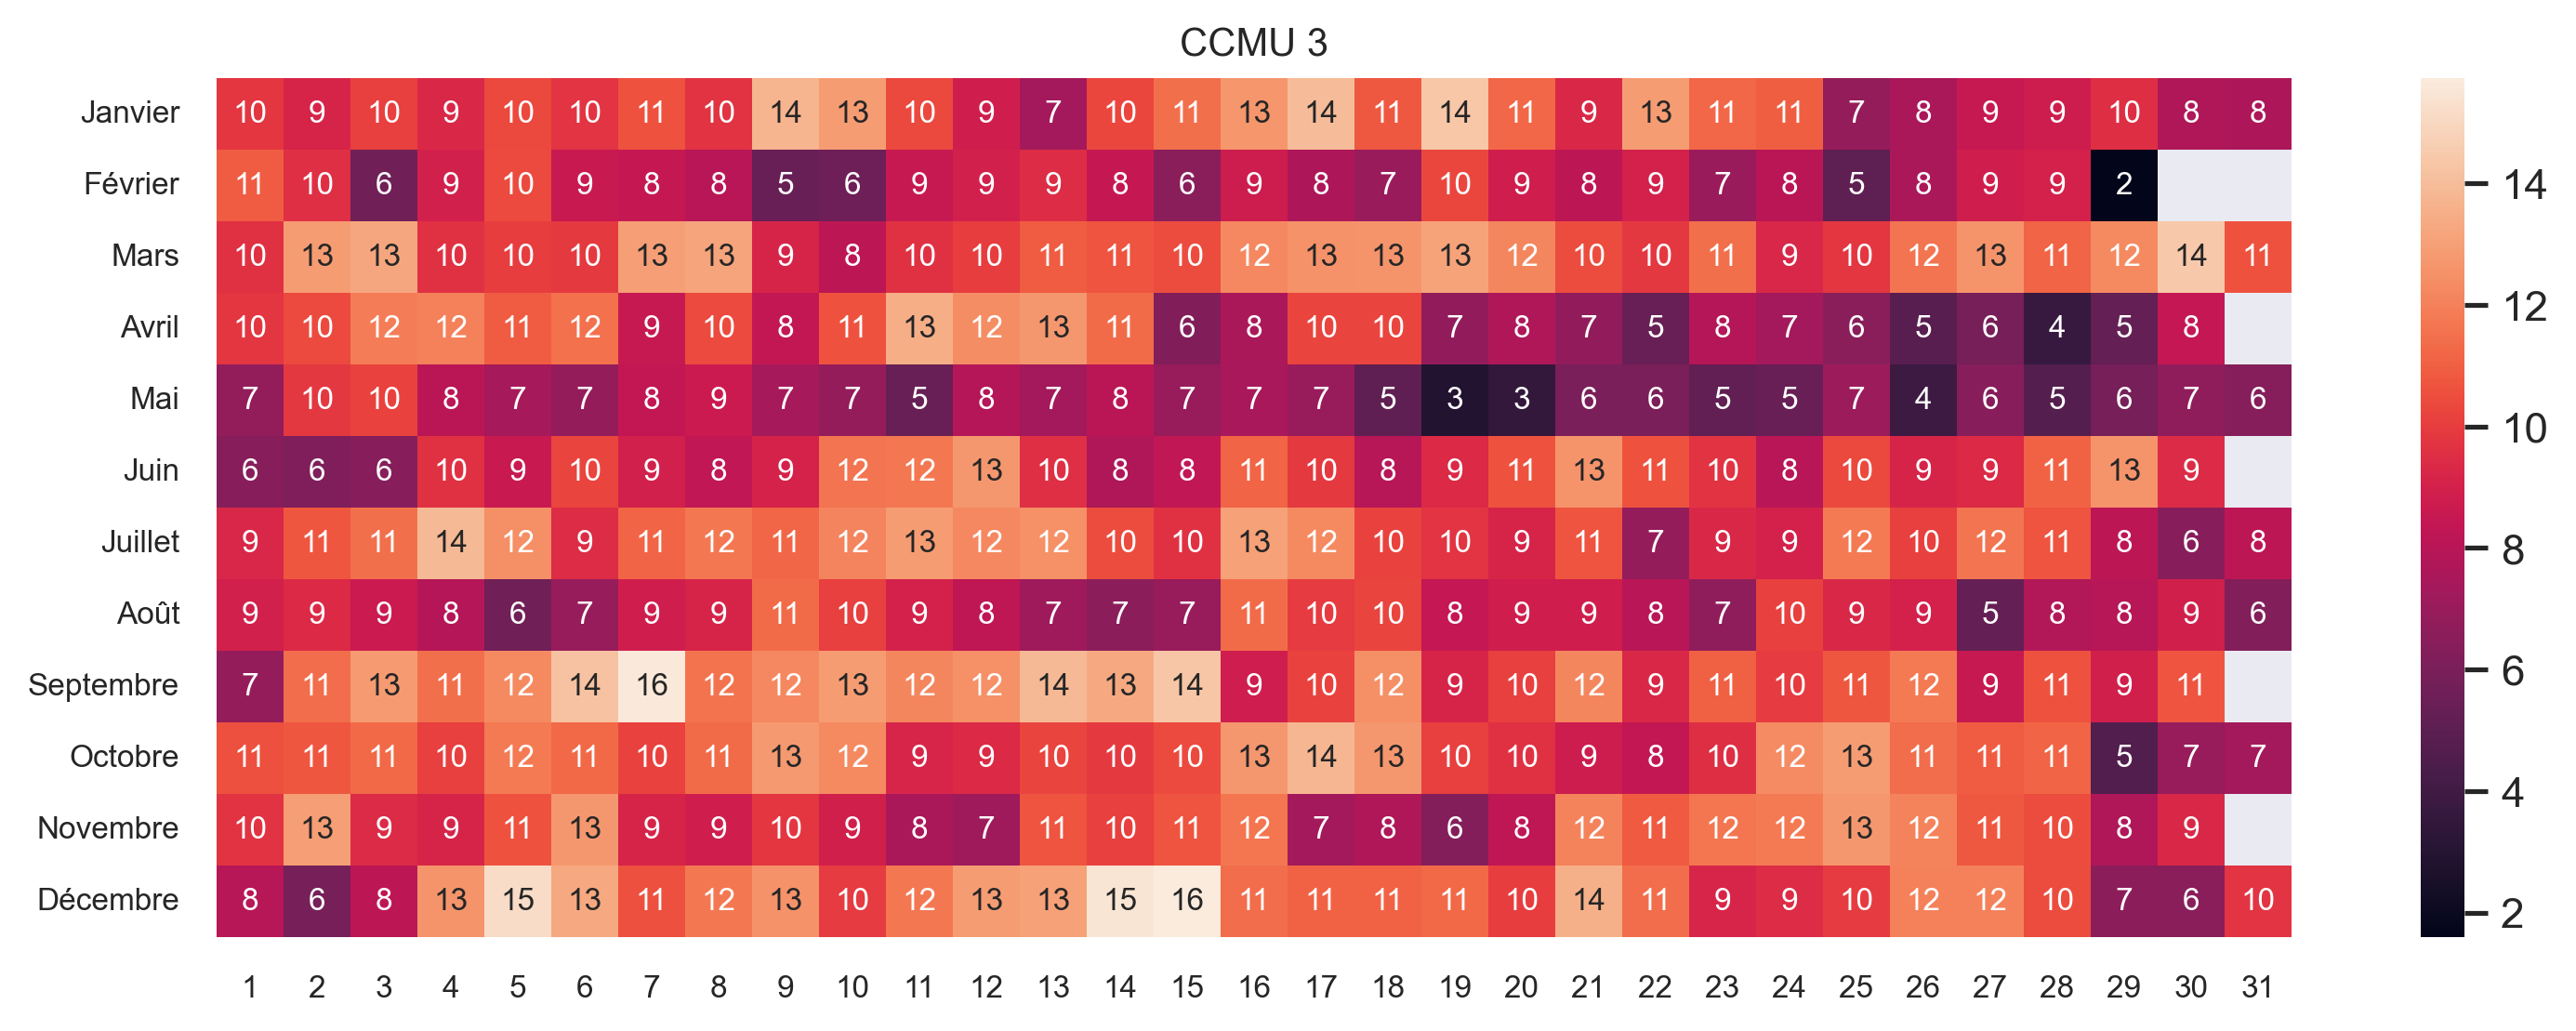 CCMU 3
Janvier 10 9 10 9 10 10 11 10 14 13 10 9 7 10 11 13 14 11 14 11 9 13 11 11 7 8 9 9 10 8 8
Février 11 10 6 9 10 9 8 8 5 6 9 9 9 8 6 9 8 7 10 9 8 9 7 8 5 8 9 9 2
Mars 10 13 13 10 10 10 13 13 9 8 10 10 11 11 10 12 13 13 13 12 10 10 11 9 10 12 13 11 12 14 11
Avril 10 10 12 12 11 12 9 10 8 11 13 12 13 11 6 8 10 10 7 8 7 5 8 7 6 5 6 4 5 8
Mai 7 10 10 8 7 7 8 9 7 7 5 8 7 8 7 7 7 5 3 3 6 6 5 5 7 4 6 5 6 7 6
Juin 6 6 6 10 9 10 9 8 9 12 12 13 10 8 8 11 10 8 9 11 13 11 10 8 10 9 9 11 13 9
Juillet 9 11 11 14 12 9 11 12 11 12 13 12 12 10 10 13 12 10 10 9 11 7 9 9 12 10 12 11 8 6 8
Août 9 9 9 8 6 7 9 9 11 10 9 8 7 7 7 11 10 10 8 9 9 8 7 10 9 9 5 8 8 9 6
Septembre 7 11 13 11 12 14 16 12 12 13 12 12 14 13 14 9 10 12 9 10 12 9 11 10 11 12 9 11 9 11
Octobre 11 11 11 10 12 11 10 11 13 12 9 9 10 10 10 13 14 13 10 10 9 8 10 12 13 11 11 11 5 7 7
Novembre 10 13 9 9 11 13 9 9 10 9 8 7 11 10 11 12 7 8 6 8 12 11 12 12 13 12 11 10 8 9
Décembre 8 6 8 13 15 13 11 12 13 10 12 13 13 15 16 11 11 11 11 10 14 11 9 9 10 12 12 10 7 6 10
1 2 3 4 5 6 7 8 9 10 11 12 13 14 15 16 17 18 19 20 21 22 23 24 25 26 27 28 29 30 31
14
12
10
8
6
4
2